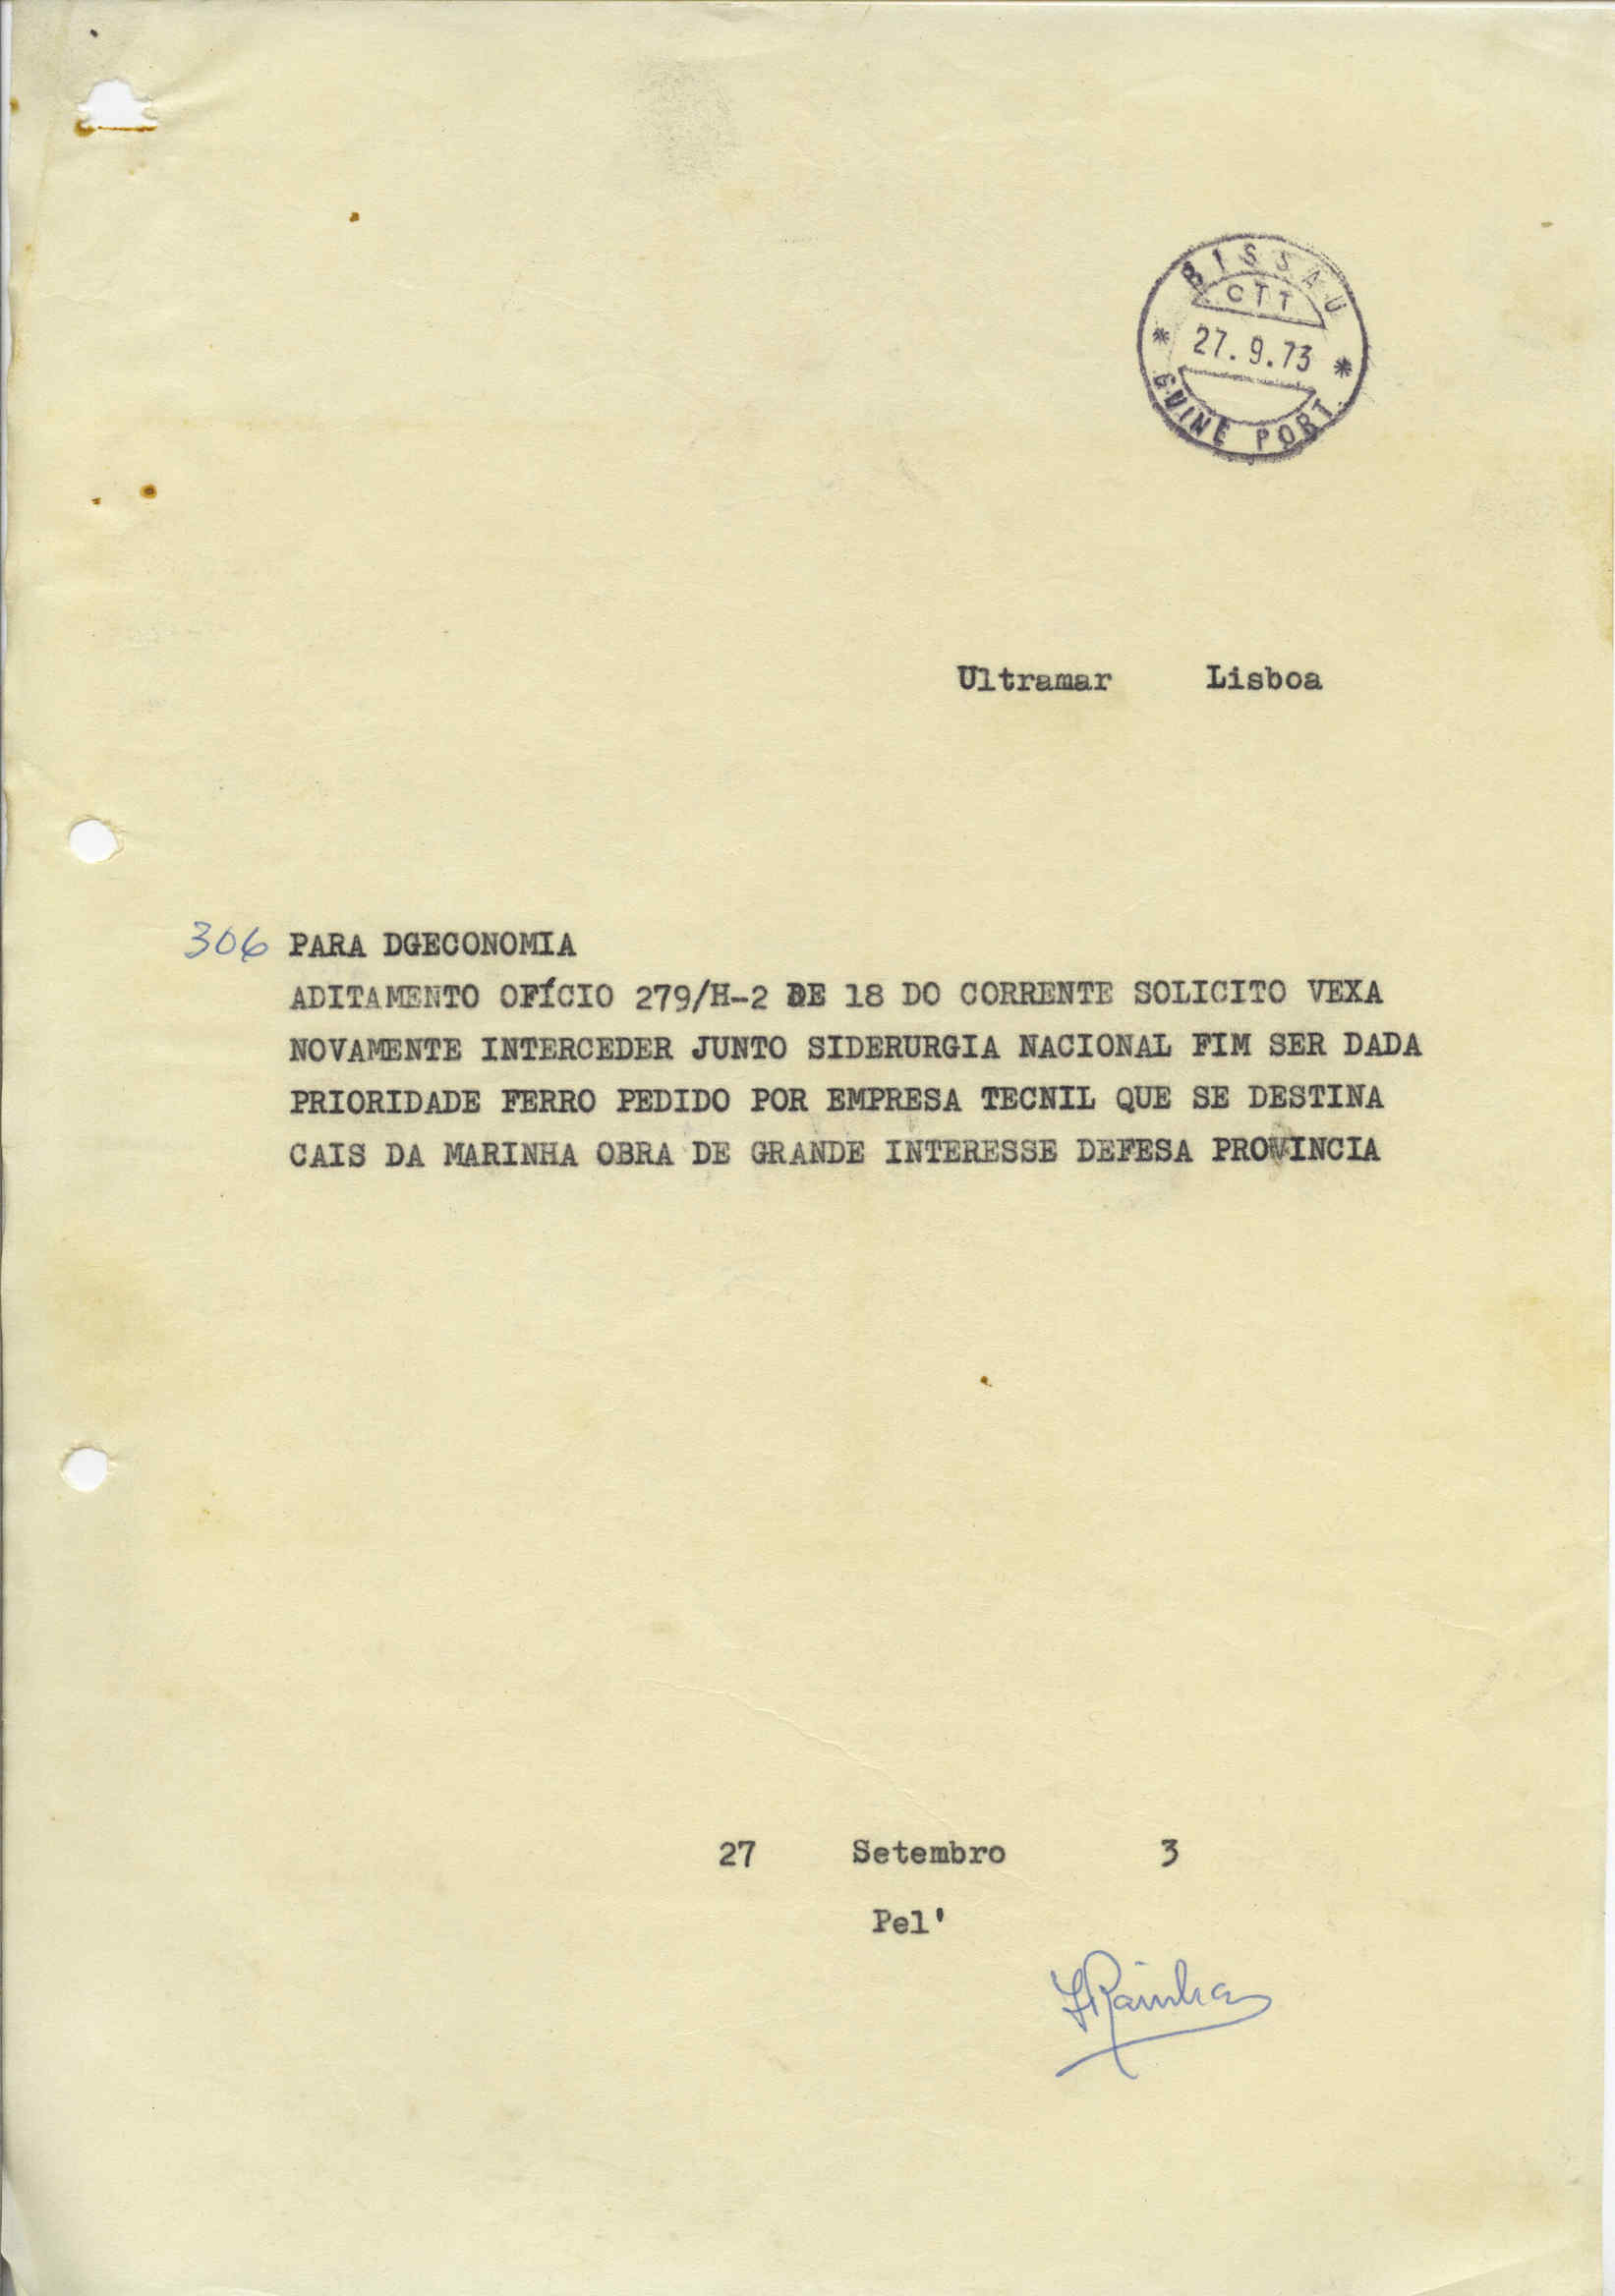 BISSAU
CTT
* 27.9.73 *
GUINE PORT.
Ultramar Lisboa
306 PARA DGECONOMIA
ADITAMENTO OFÍCIO 279/H-2 DE 18 DO CORRENTE SOLICITO VEXA
NOVAMENTE INTERCEDER JUNTO SIDERURGIA NACIONAL FIM SER DADA
PRIORIDADE FERRO PEDIDO POR EMPRESA TECNIL QUE SE DESTINA
CAIS DA MARINHA OBRA DE GRANDE INTERESSE DEFESA PROVINCIA
27 Setembro 3
Pel'
Rainha